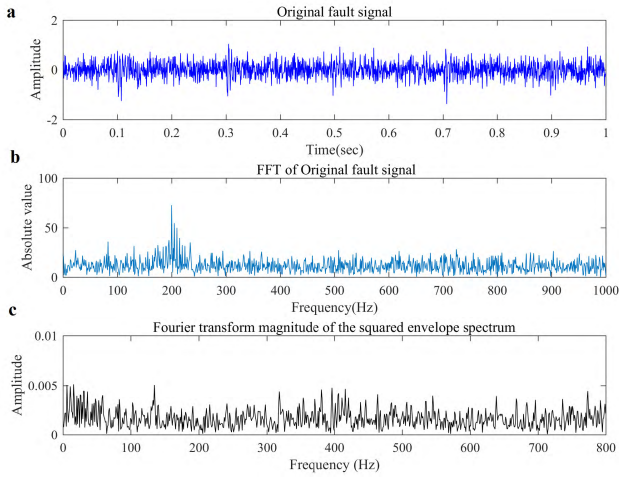 a
Original fault signal
2
0
-2
Amplitude
0 0.1 0.2 0.3 0.4 0.5 0.6 0.7 0.8 0.9 1
Time(sec)
b
FFT of Original fault signal
100
50
0
Absolute value
0 100 200 300 400 500 600 700 800 900 1000
Frequency(Hz)
c
Fourier transform magnitude of the squared envelope spectrum
0.01
0.005
0
Amplitude
0 100 200 300 400 500 600 700 800
Frequency (Hz)